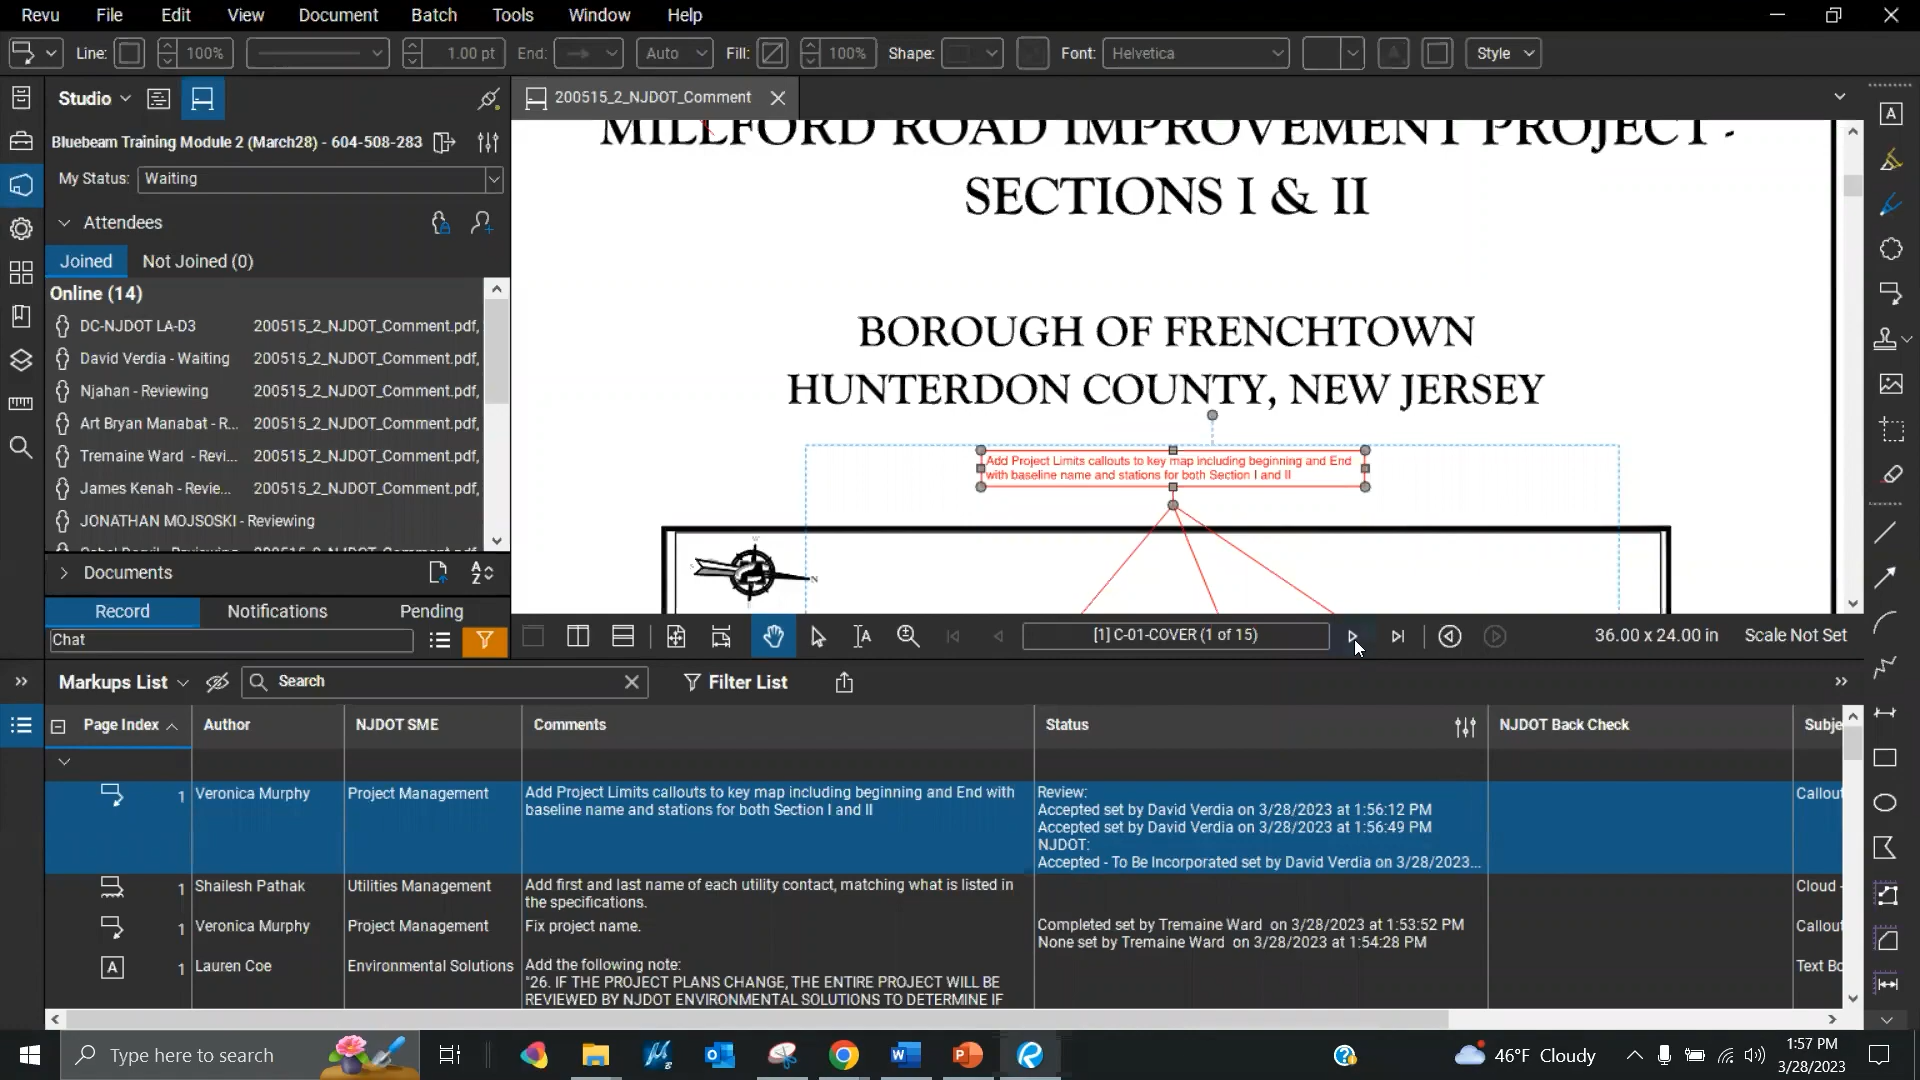 Revu File Edit View Document Batch Tools Window Help
Line: 100% 1.00 pt End: Auto Fill: 100% Shape: Font: Helvetica Style
Studio
200515_2_NJDOT_Comment
Bluebeam Training Module 2 (March28) - 604-508-283
My Status: Waiting
Attendees
Joined Not Joined (0)
Online (14)
DC-NJDOT LA-D3 200515_2_NJDOT_Comment.pdf,
David Verdia - Waiting 200515_2_NJDOT_Comment.pdf,
Njahan - Reviewing 200515_2_NJDOT_Comment.pdf,
Art Bryan Manabat - R... 200515_2_NJDOT_Comment.pdf,
Tremaine Ward - Revi... 200515_2_NJDOT_Comment.pdf,
James Kenah - Revie... 200515_2_NJDOT_Comment.pdf,
JONATHAN MOJSOSKI - Reviewing
Documents
Record Notifications Pending
Chat
MILLFORD ROAD IMPROVEMENT PROJECT -
SECTIONS I & II
BOROUGH OF FRENCHTOWN
HUNTERDON COUNTY, NEW JERSEY
Add Project Limits callouts to key map including beginning and End
with baseline name and stations for both Section I and II
N
[1] C-01-COVER (1 of 15)
36.00 x 24.00 in Scale Not Set
Markups List Search Filter List
Page Index Author NJDOT SME Comments Status NJDOT Back Check Subje
1 Veronica Murphy Project Management Add Project Limits callouts to key map including beginning and End with
baseline name and stations for both Section I and II
Review:
Accepted set by David Verdia on 3/28/2023 at 1:56:12 PM
Accepted set by David Verdia on 3/28/2023 at 1:56:49 PM
NJDOT:
Accepted - To Be Incorporated set by David Verdia on 3/28/2023...
Callout
1 Shailesh Pathak Utilities Management Add first and last name of each utility contact, matching what is listed in
the specifications.
Cloud -
1 Veronica Murphy Project Management Fix project name.
Completed set by Tremaine Ward on 3/28/2023 at 1:53:52 PM
None set by Tremaine Ward on 3/28/2023 at 1:54:28 PM
Callout
A 1 Lauren Coe Environmental Solutions Add the following note:
"26. IF THE PROJECT PLANS CHANGE, THE ENTIRE PROJECT WILL BE
REVIEWED BY NJDOT ENVIRONMENTAL SOLUTIONS TO DETERMINE IF
Text Bo
Type here to search
46°F Cloudy
1:57 PM
3/28/2023